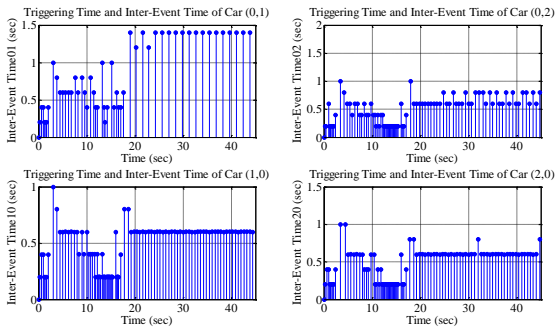 Triggering Time and Inter-Event Time of Car (0,1)
Inter-Event Time01 (sec)
1.5
1
0.5
0
0 10 20 30 40
Time (sec)
Triggering Time and Inter-Event Time of Car (0,2)
Inter-Event Time02 (sec)
2
1.5
1
0.5
0
0 10 20 30 40
Time (sec)
Triggering Time and Inter-Event Time of Car (1,0)
Inter-Event Time10 (sec)
1
0.5
0
0 10 20 30 40
Time (sec)
Triggering Time and Inter-Event Time of Car (2,0)
Inter-Event Time20 (sec)
1.5
1
0.5
0
0 10 20 30 40
Time (sec)